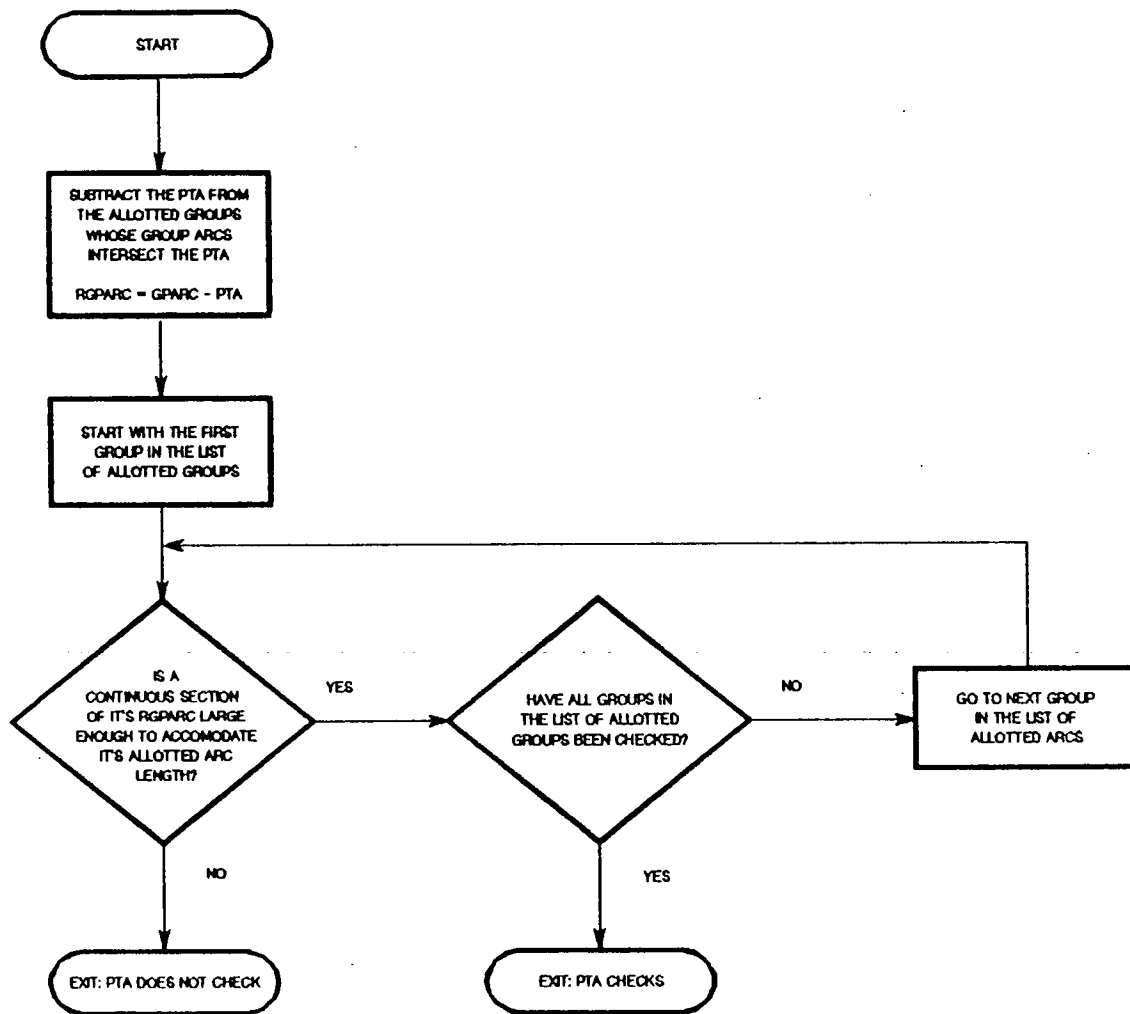 START
SUBTRACT THE PTA FROM
THE ALLOTTED GROUPS
WHOSE GROUP ARCS
INTERSECT THE PTA
RGPARC = GPARC - PTA
START WITH THE FIRST
GROUP IN THE LIST
OF ALLOTTED GROUPS
IS A
CONTINUOUS SECTION
OF IT'S RGPARC LARGE
ENOUGH TO ACCOMODATE
IT'S ALLOTTED ARC
LENGTH?
YES
HAVE ALL GROUPS IN
THE LIST OF ALLOTTED
GROUPS BEEN CHECKED?
NO
GO TO NEXT GROUP
IN THE LIST OF
ALLOTTED ARCS
NO
YES
EXIT: PTA DOES NOT CHECK
EXIT: PTA CHECKS